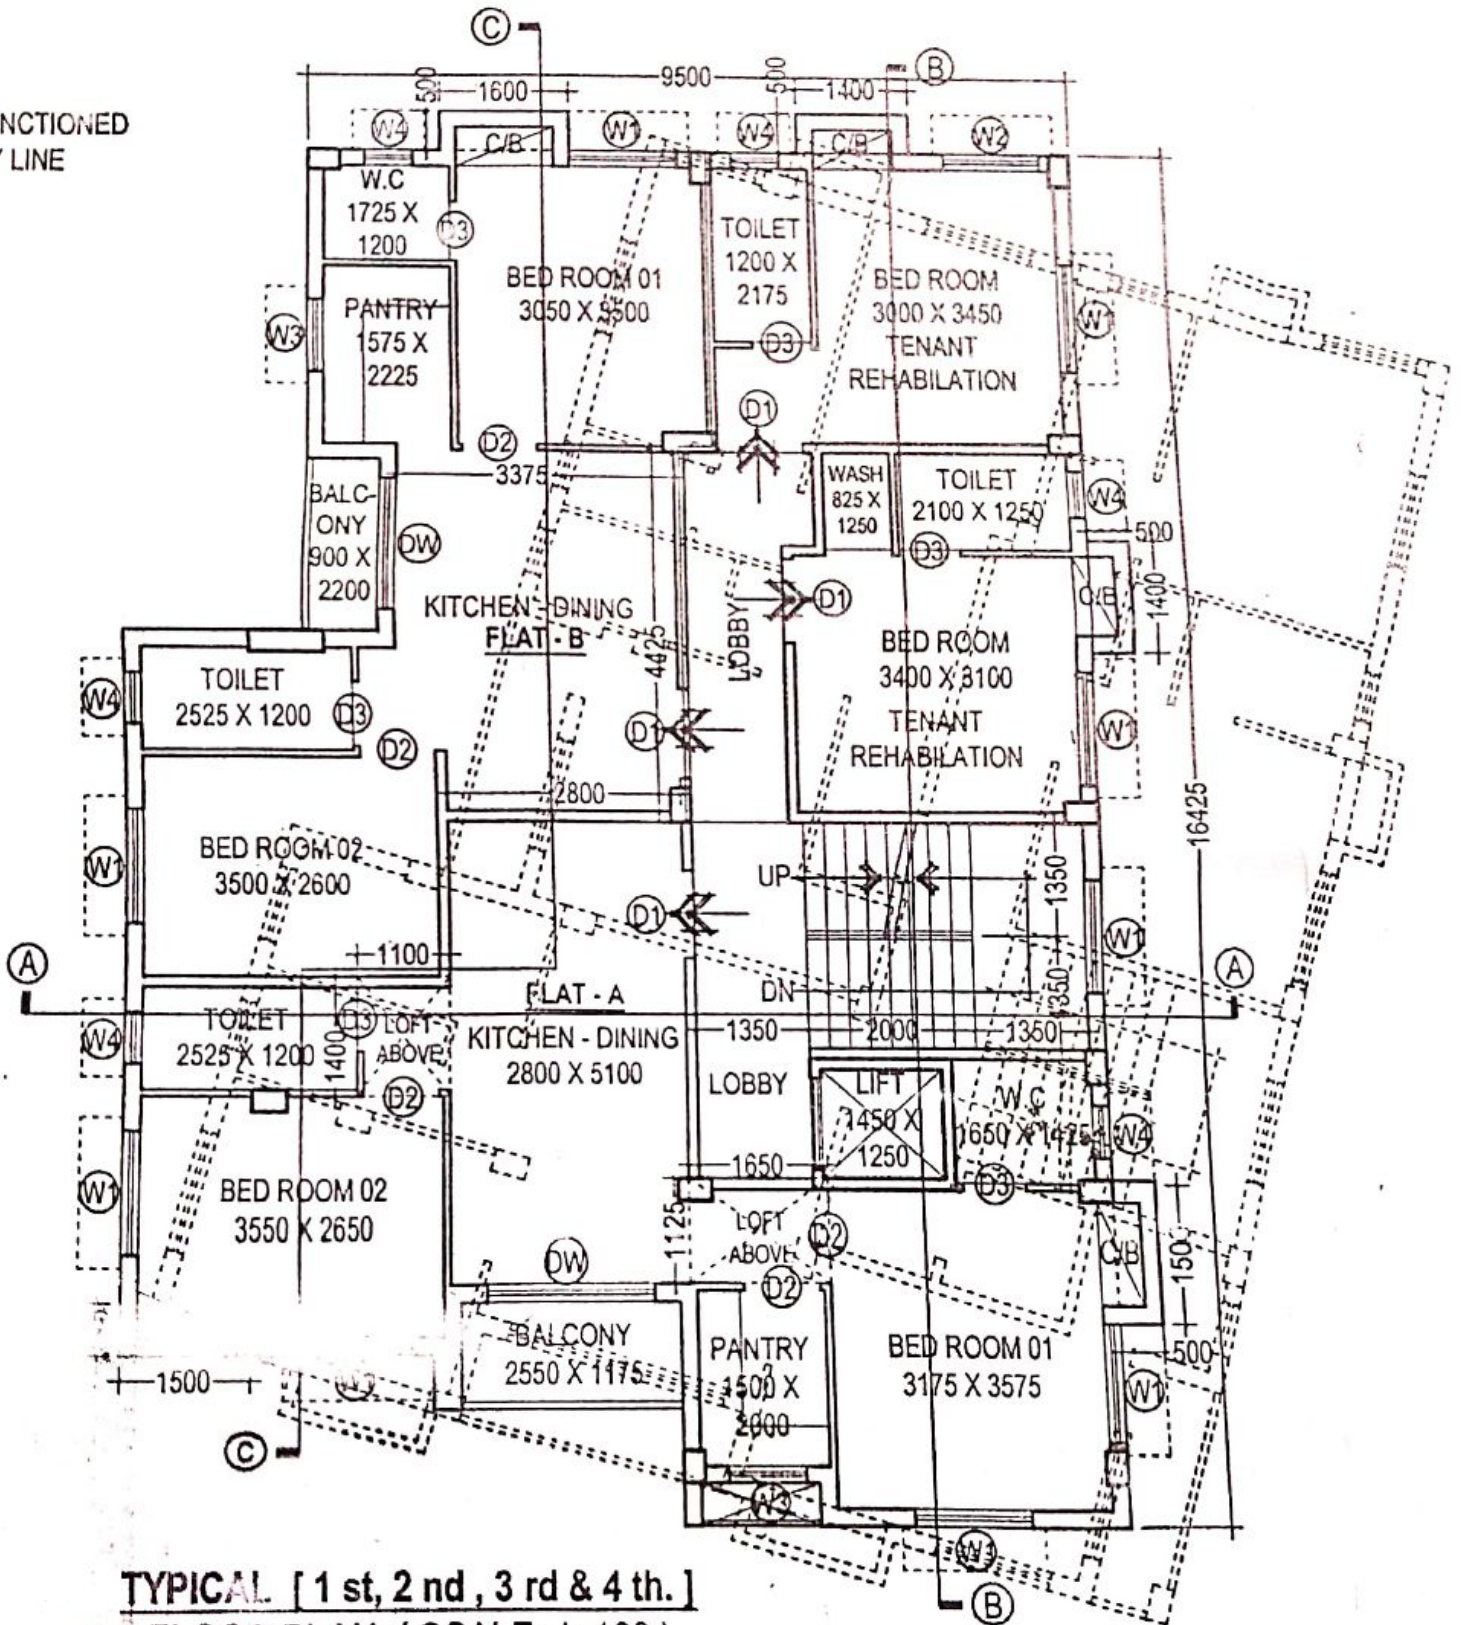 C
B
500
9500
500
1600
1400
NCTIONED
Y LINE
W4
C/B
W1
W4
C/B
W2
W.C
1725 X
1200
D3
TOILET
1200 X
2175
BED ROOM 01
BED ROOM
3000 X 3450
TENANT
REHABILATION
W3
PANTRY
1575 X
2225
D3
W1
D1
D2
3375
BALC-
ONY
900 X
2200
DW
WASH
825 X
1250
TOILET
2100 X 1250
W4
D3
500
C/B
1400
KITCHEN - DINING
FLAT - B
4425
LOBBY
D1
BED ROOM
3400 X 3100
TENANT
REHABILATION
W1
TOILET
2525 X 1200
W4
D3
D2
D1
2800
16425
BED ROOM 02
3500 X 2600
W1
UP
1350
D1
W1
A
1100
A
DN
1350
FLAT - A
KITCHEN - DINING
2800 X 5100
TOILET
2525 X 1200
W4
D3
1400
LOFT
ABOVE
D2
1350
2000
1350
LOBBY
LIFT
1450 X
1250
W.C
1650 X 1425
W4
1650
D3
W1
BED ROOM 02
3550 X 2650
1125
LOFT
ABOVE
D2
D2
C/B
DW
BALCONY
2550 X 1175
PANTRY
1500 X
2000
BED ROOM 01
3175 X 3575
500
W1
1500
C
W3
B
TYPICAL [ 1 st, 2 nd , 3 rd & 4 th. ]